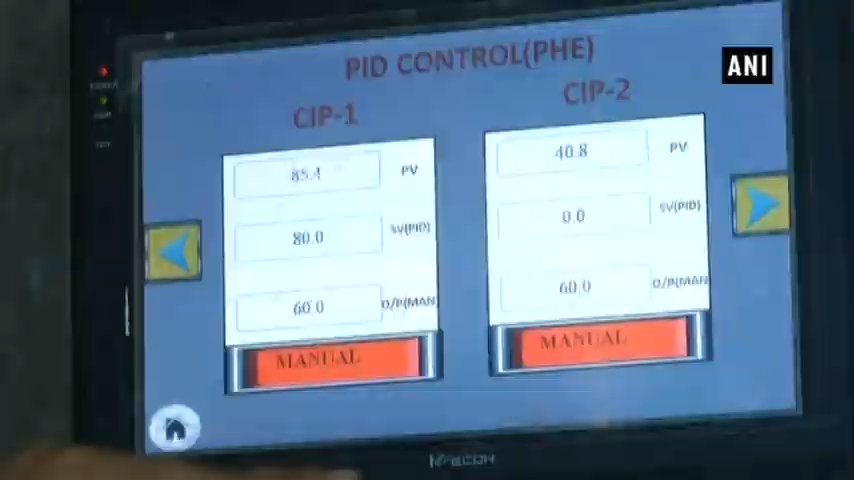 PID CONTROL(PHE)
ANI
CIP-1
CIP-2
85.4 PV
80.0 SV(PID)
60.0 O/P(MAN
MANUAL
40.8 PV
0.0 SV(PID)
60.0 O/P(MAN
MANUAL